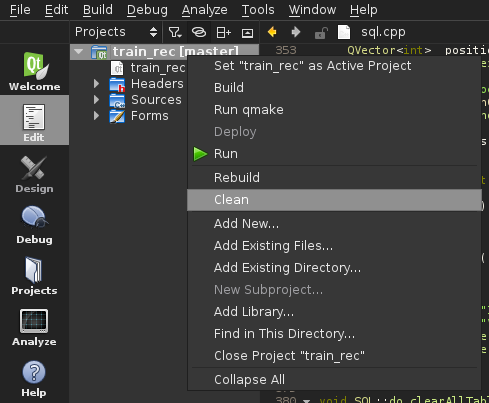 File Edit Build Debug Analyze Tools Window Help
Projects sql.cpp
train_rec [master] 353 QVector<int> positio
train_rec
Headers
Sources
Forms
Welcome
Edit
Design
Debug
Projects
Analyze
Help
Set "train_rec" as Active Project
Build
Run qmake
Deploy
Run
Rebuild
Clean
Add New...
Add Existing Files...
Add Existing Directory...
New Subproject...
Add Library...
Find in This Directory...
Close Project "train_rec"
Collapse All
380 void SQL::do_clearAllTabl